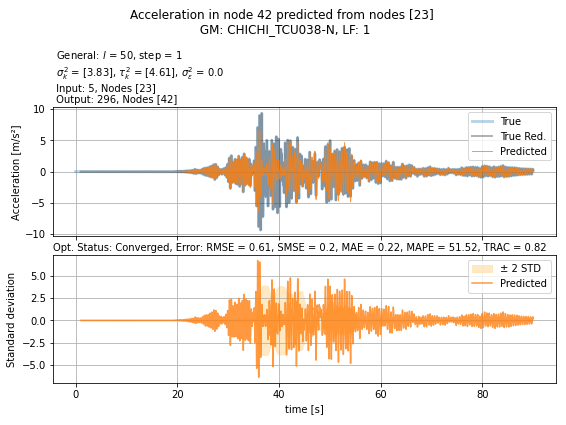 Acceleration in node 42 predicted from nodes [23]
GM: CHICHI_TCU038-N, LF: 1
General: l = 50, step = 1
σ²ₖ = [3.83], τ²ₖ = [4.61], σ²ε = 0.0
Input: 5, Nodes [23]
Output: 296, Nodes [42]
Acceleration [m/s²]
10
5
0
−5
−10
True
True Red.
Predicted
Opt. Status: Converged, Error: RMSE = 0.61, SMSE = 0.2, MAE = 0.22, MAPE = 51.52, TRAC = 0.82
Standard deviation
5.0
2.5
0.0
−2.5
−5.0
± 2 STD
Predicted
0 20 40 60 80
time [s]